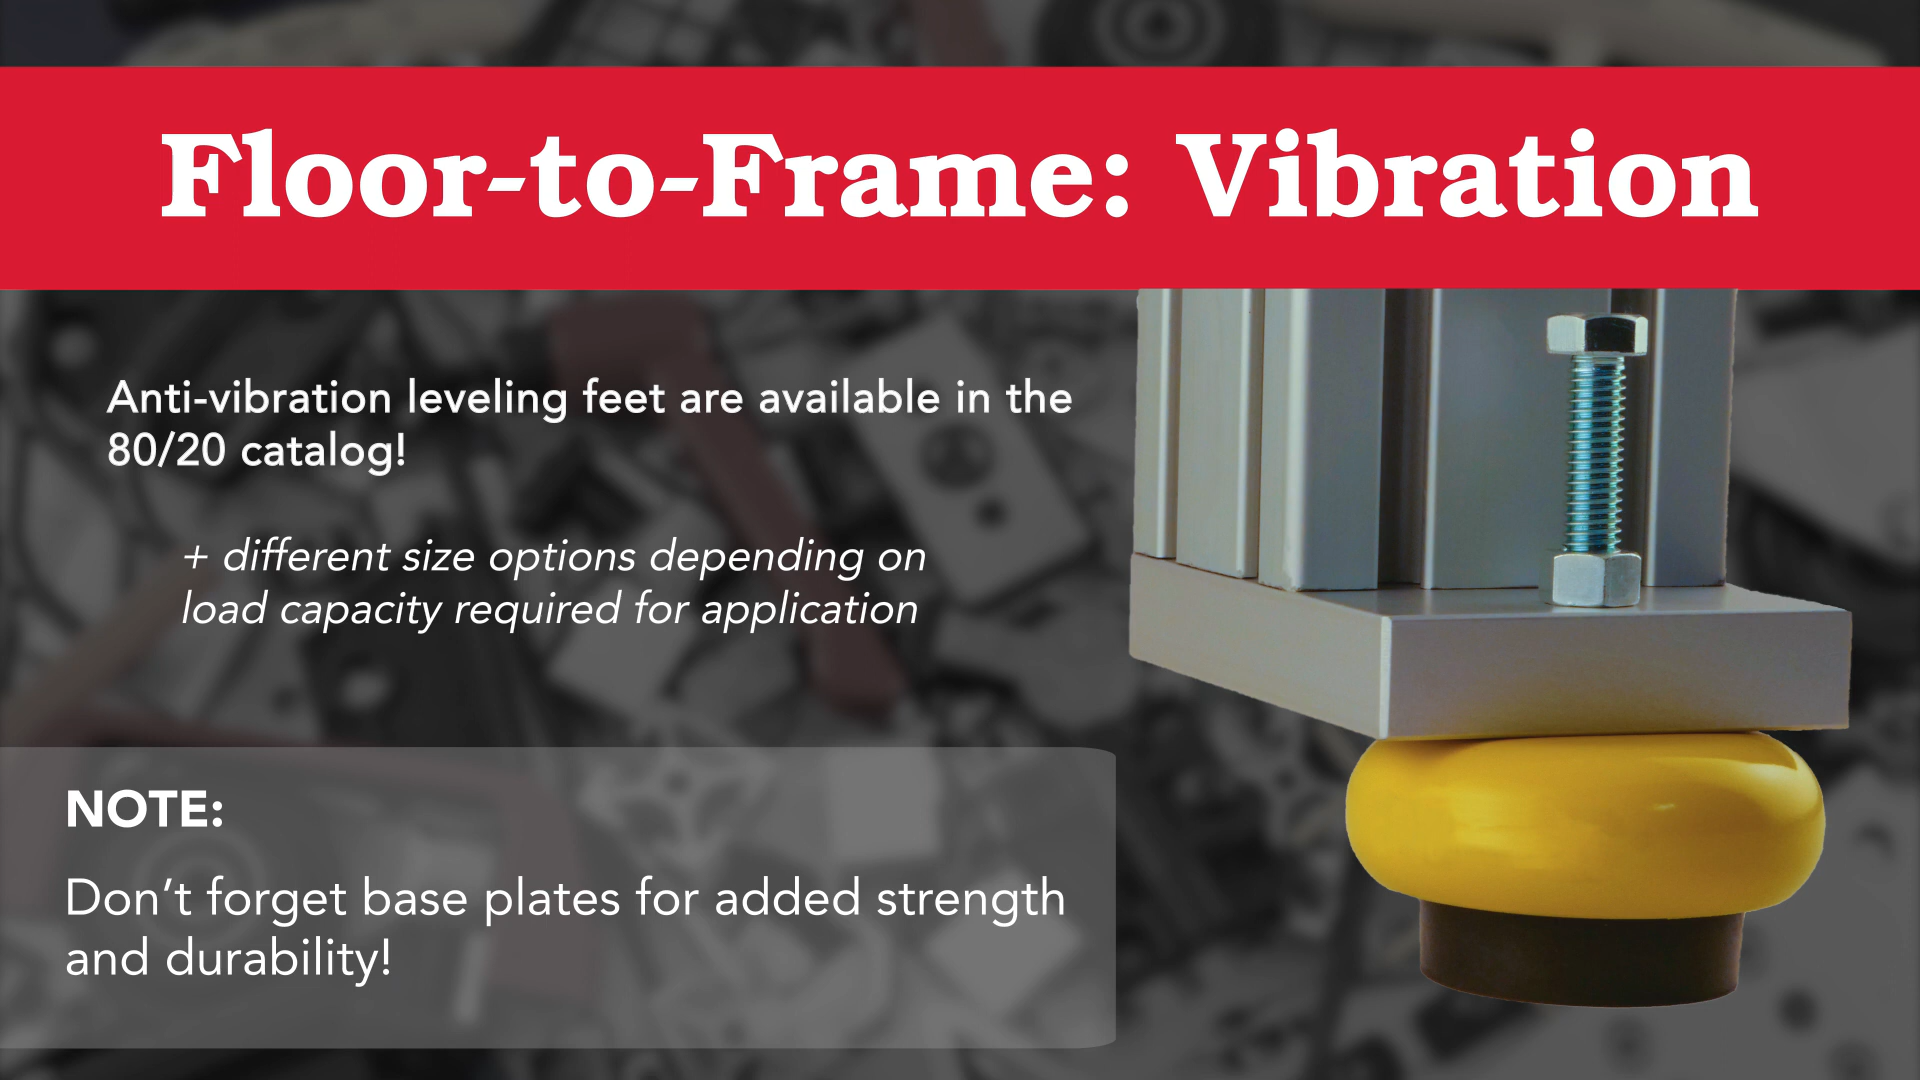 Floor-to-Frame: Vibration
Anti-vibration leveling feet are available in the
80/20 catalog!
+ different size options depending on
load capacity required for application
NOTE:
Don’t forget base plates for added strength
and durability!